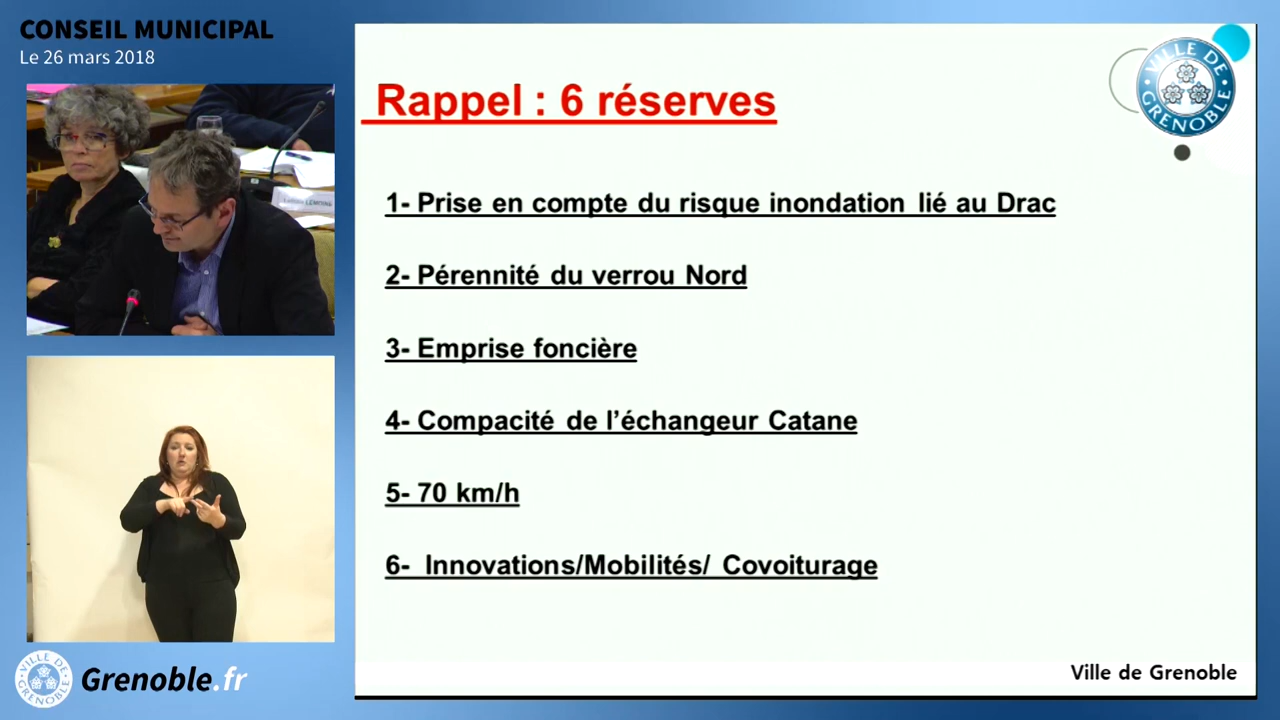 CONSEIL MUNICIPAL
Le 26 mars 2018
Rappel : 6 réserves
VILLE DE GRENOBLE
1- Prise en compte du risque inondation lié au Drac
2- Pérennité du verrou Nord
3- Emprise foncière
4- Compacité de l'échangeur Catane
5- 70 km/h
6- Innovations/Mobilités/ Covoiturage
Ville de Grenoble
VILLE DE GRENOBLE
Grenoble.fr